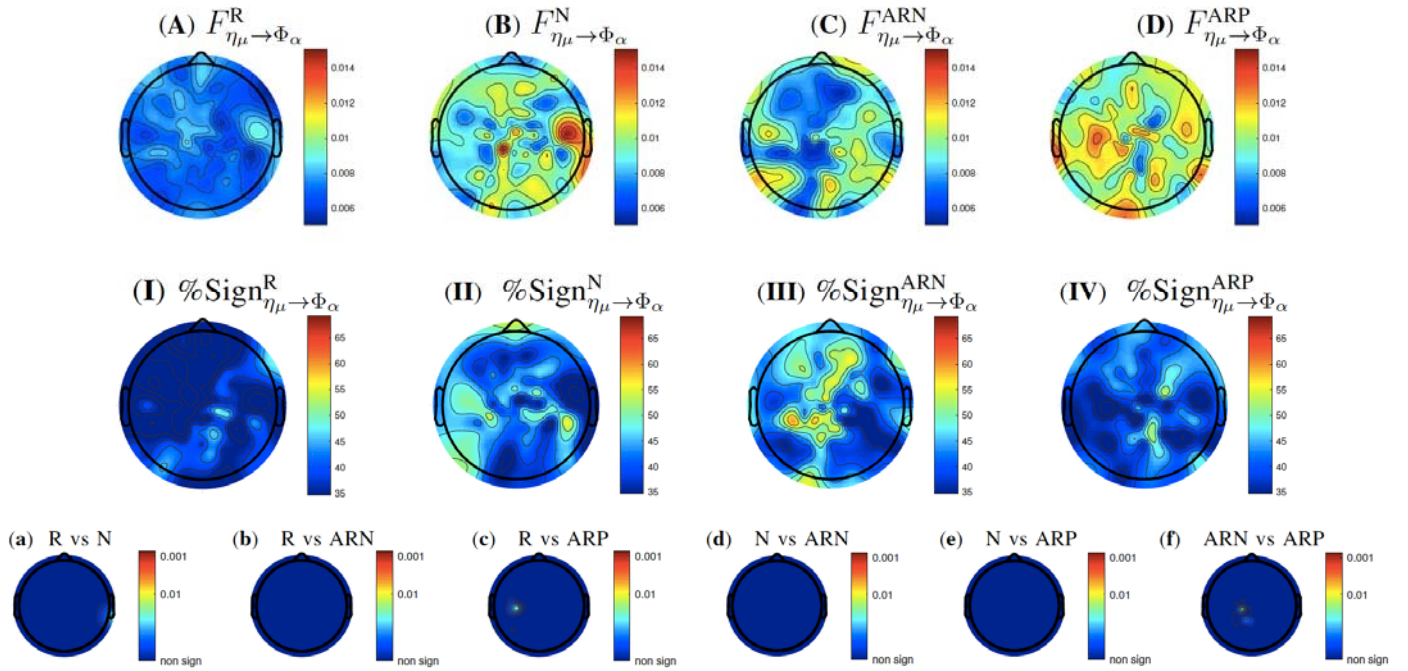 (A) F^R_{η_μ→Φ_α} (B) F^N_{η_μ→Φ_α} (C) F^ARN_{η_μ→Φ_α} (D) F^ARP_{η_μ→Φ_α}
0.014 0.014 0.014 0.014
0.012 0.012 0.012 0.012
0.01 0.01 0.01 0.01
0.008 0.008 0.008 0.008
0.006 0.006 0.006 0.006
(I) %Sign^R_{η_μ→Φ_α} (II) %Sign^N_{η_μ→Φ_α} (III) %Sign^ARN_{η_μ→Φ_α} (IV) %Sign^ARP_{η_μ→Φ_α}
65 65 65 65
60 60 60 60
55 55 55 55
50 50 50 50
45 45 45 45
40 40 40 40
35 35 35 35
(a) R vs N (b) R vs ARN (c) R vs ARP (d) N vs ARN (e) N vs ARP (f) ARN vs ARP
0.001 0.001 0.001 0.001 0.001 0.001
0.01 0.01 0.01 0.01 0.01 0.01
non sign non sign non sign non sign non sign non sign